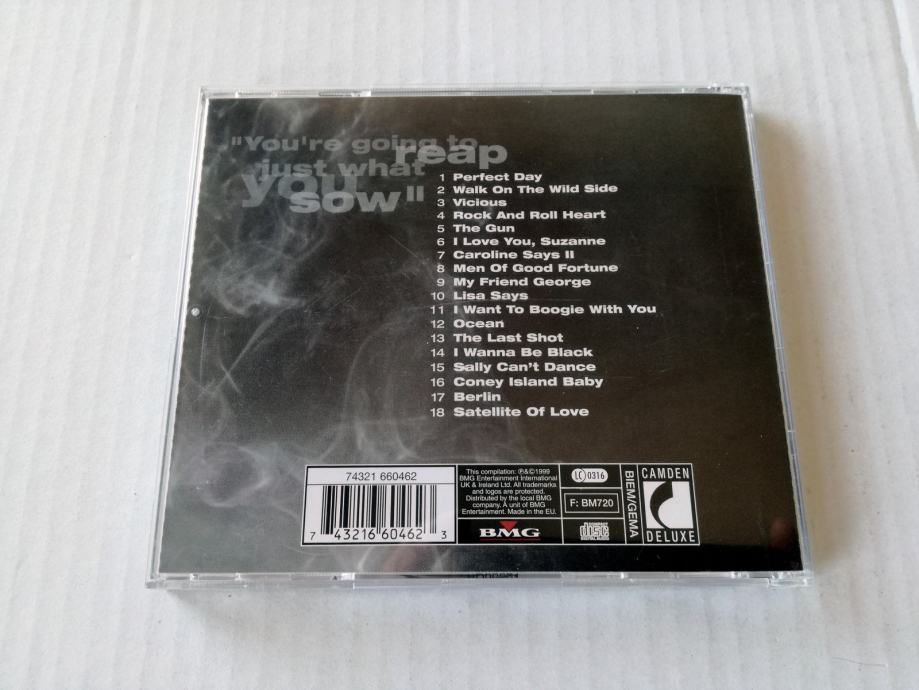 "You're going to
reap
just what
you
sow"
1 Perfect Day
2 Walk On The Wild Side
3 Vicious
4 Rock And Roll Heart
5 The Gun
6 I Love You, Suzanne
7 Caroline Says II
8 Men Of Good Fortune
9 My Friend George
10 Lisa Says
11 I Want To Boogie With You
12 Ocean
13 The Last Shot
14 I Wanna Be Black
15 Sally Can't Dance
16 Coney Island Baby
17 Berlin
18 Satellite Of Love
74321 660462
7 43216 60462 3
This compilation: ℗&©1999
BMG Entertainment International
UK & Ireland Ltd. All trademarks
and logos are protected.
Distributed by the local BMG
company. A unit of BMG
Entertainment. Made in the EU.
BMG
LC 0316
F: BM720
COMPACT
disc
DIGITAL AUDIO
BIEM/GEMA
CAMDEN
DELUXE